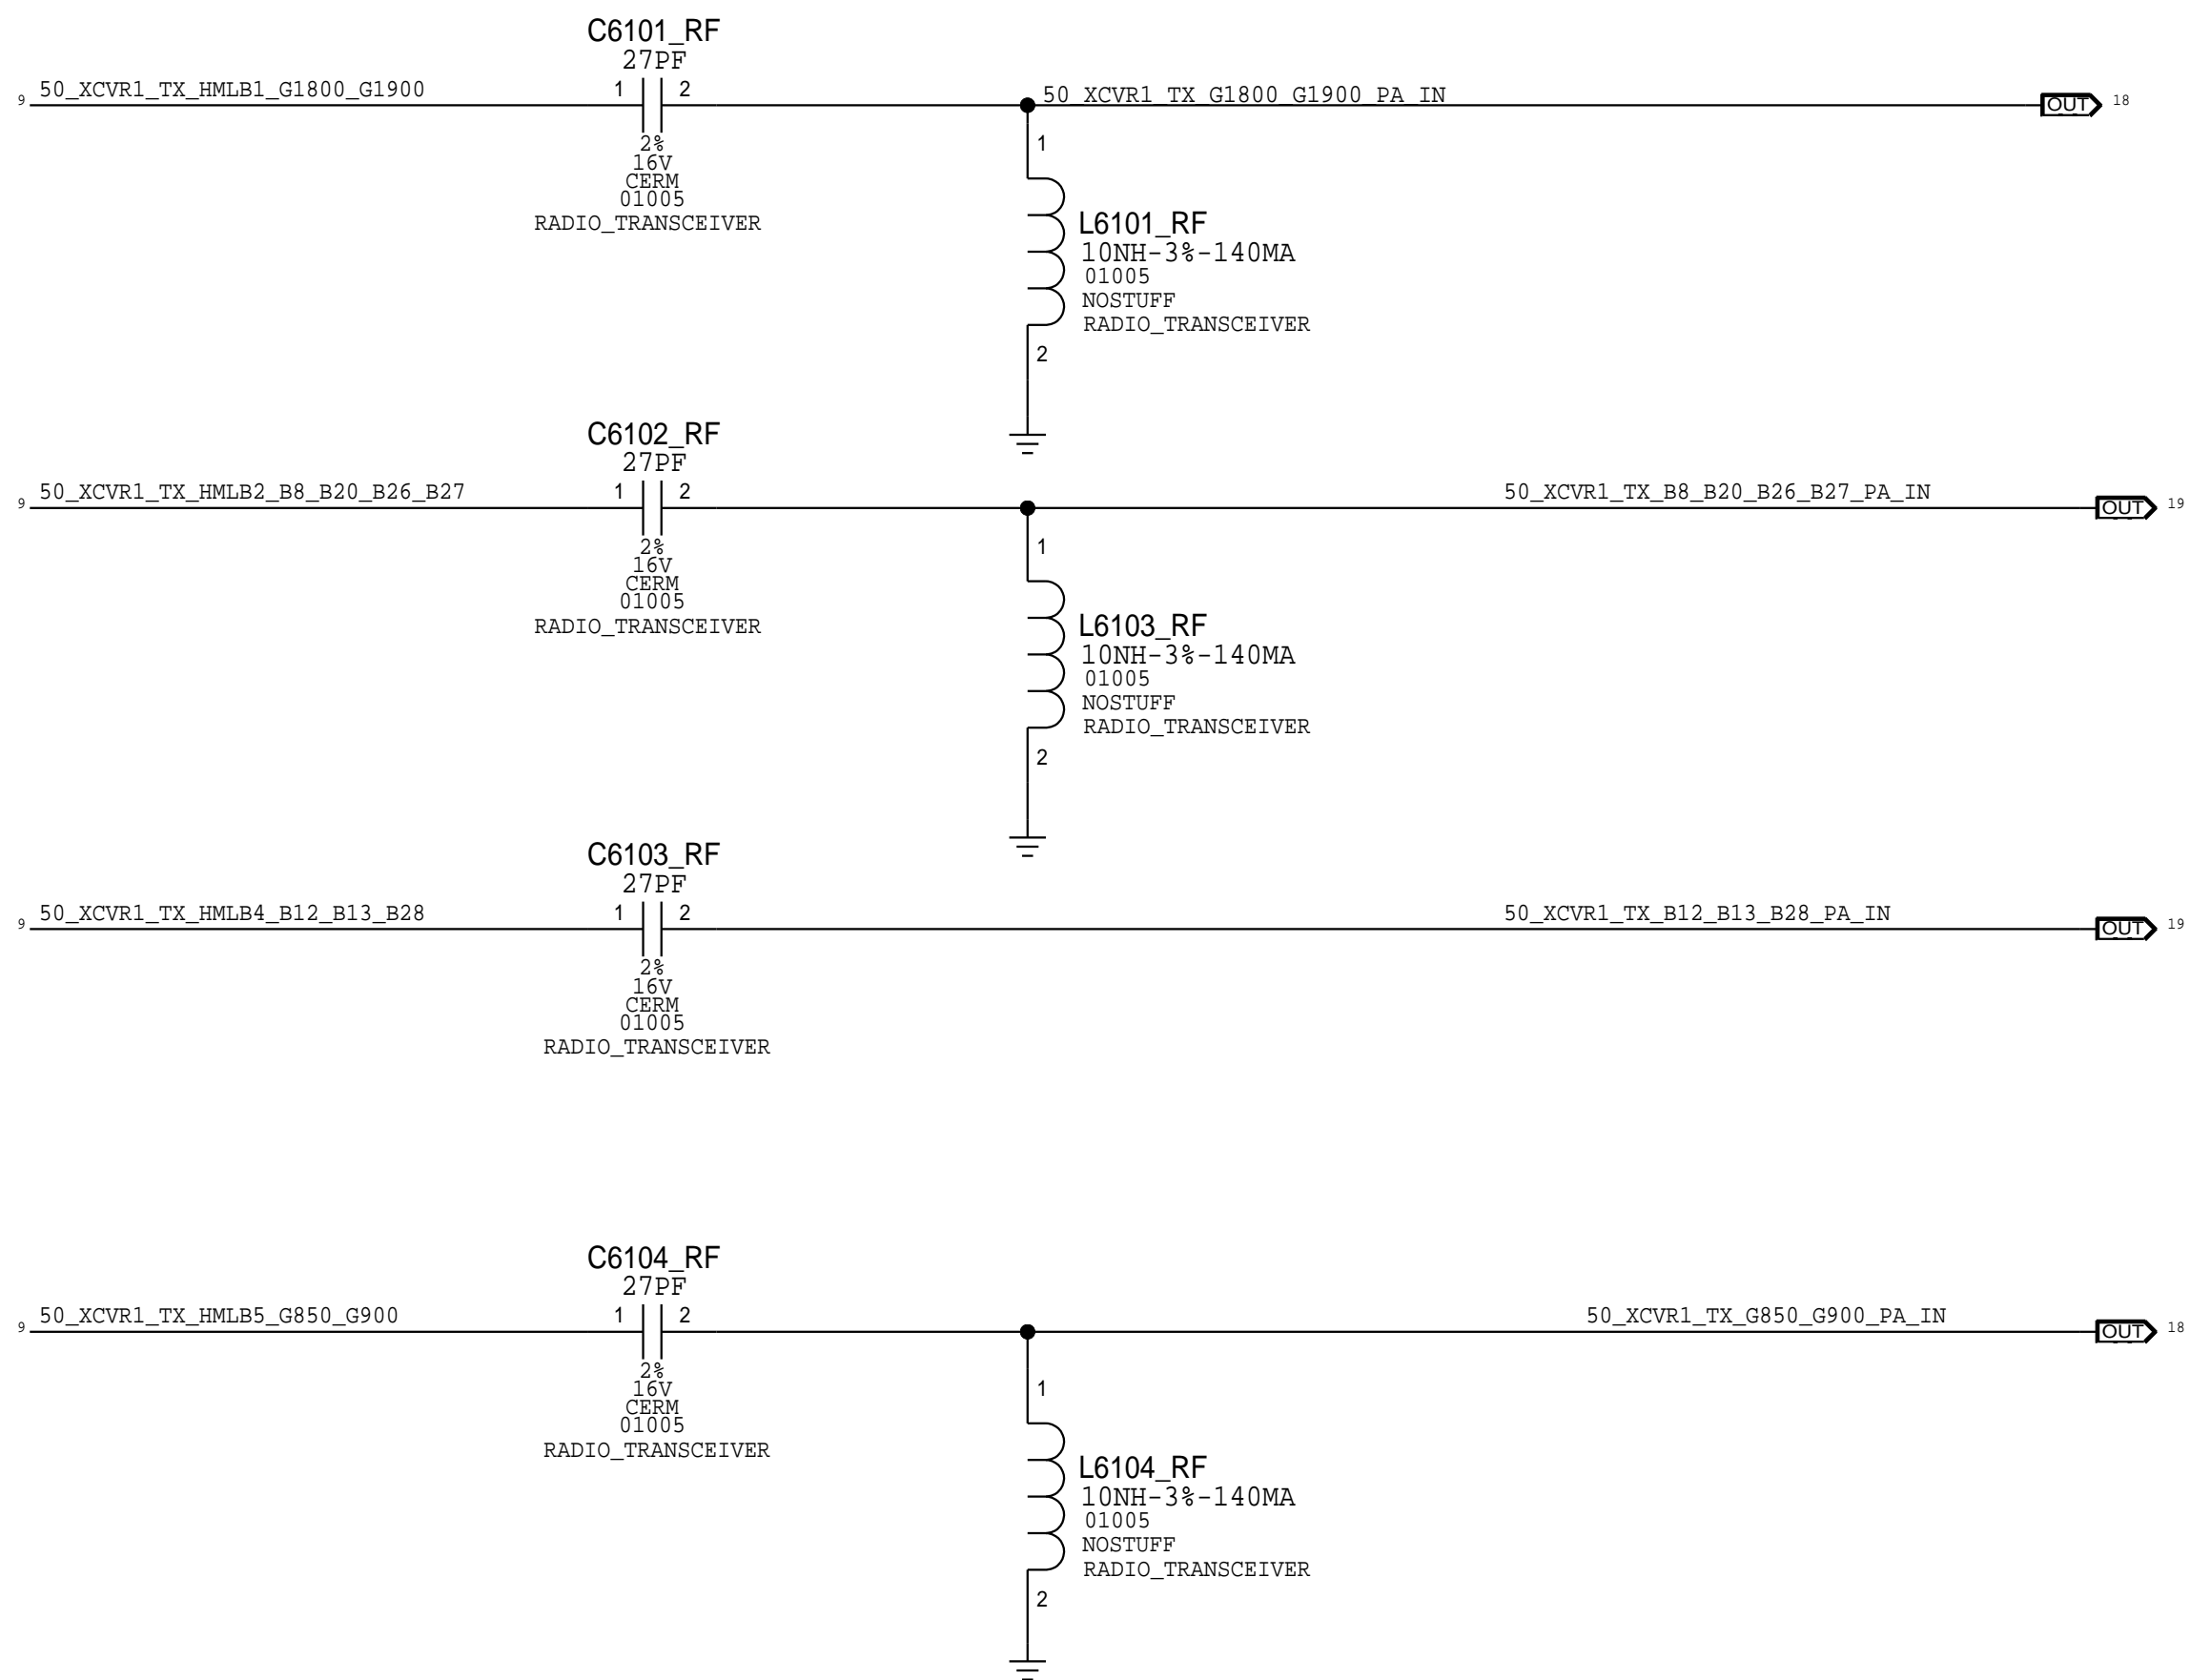 C6101_RF
27PF
9 50_XCVR1_TX_HMLB1_G1800_G1900 1 2 50_XCVR1_TX_G1800_G1900_PA_IN OUT 18
2%
16V
CERM
01005
RADIO_TRANSCEIVER
1
L6101_RF
10NH-3%-140MA
01005
NOSTUFF
RADIO_TRANSCEIVER
2
C6102_RF
27PF
9 50_XCVR1_TX_HMLB2_B8_B20_B26_B27 1 2 50_XCVR1_TX_B8_B20_B26_B27_PA_IN OUT 19
2%
16V
CERM
01005
RADIO_TRANSCEIVER
1
L6103_RF
10NH-3%-140MA
01005
NOSTUFF
RADIO_TRANSCEIVER
2
C6103_RF
27PF
9 50_XCVR1_TX_HMLB4_B12_B13_B28 1 2 50_XCVR1_TX_B12_B13_B28_PA_IN OUT 19
2%
16V
CERM
01005
RADIO_TRANSCEIVER
C6104_RF
27PF
9 50_XCVR1_TX_HMLB5_G850_G900 1 2 50_XCVR1_TX_G850_G900_PA_IN OUT 18
2%
16V
CERM
01005
RADIO_TRANSCEIVER
1
L6104_RF
10NH-3%-140MA
01005
NOSTUFF
RADIO_TRANSCEIVER
2